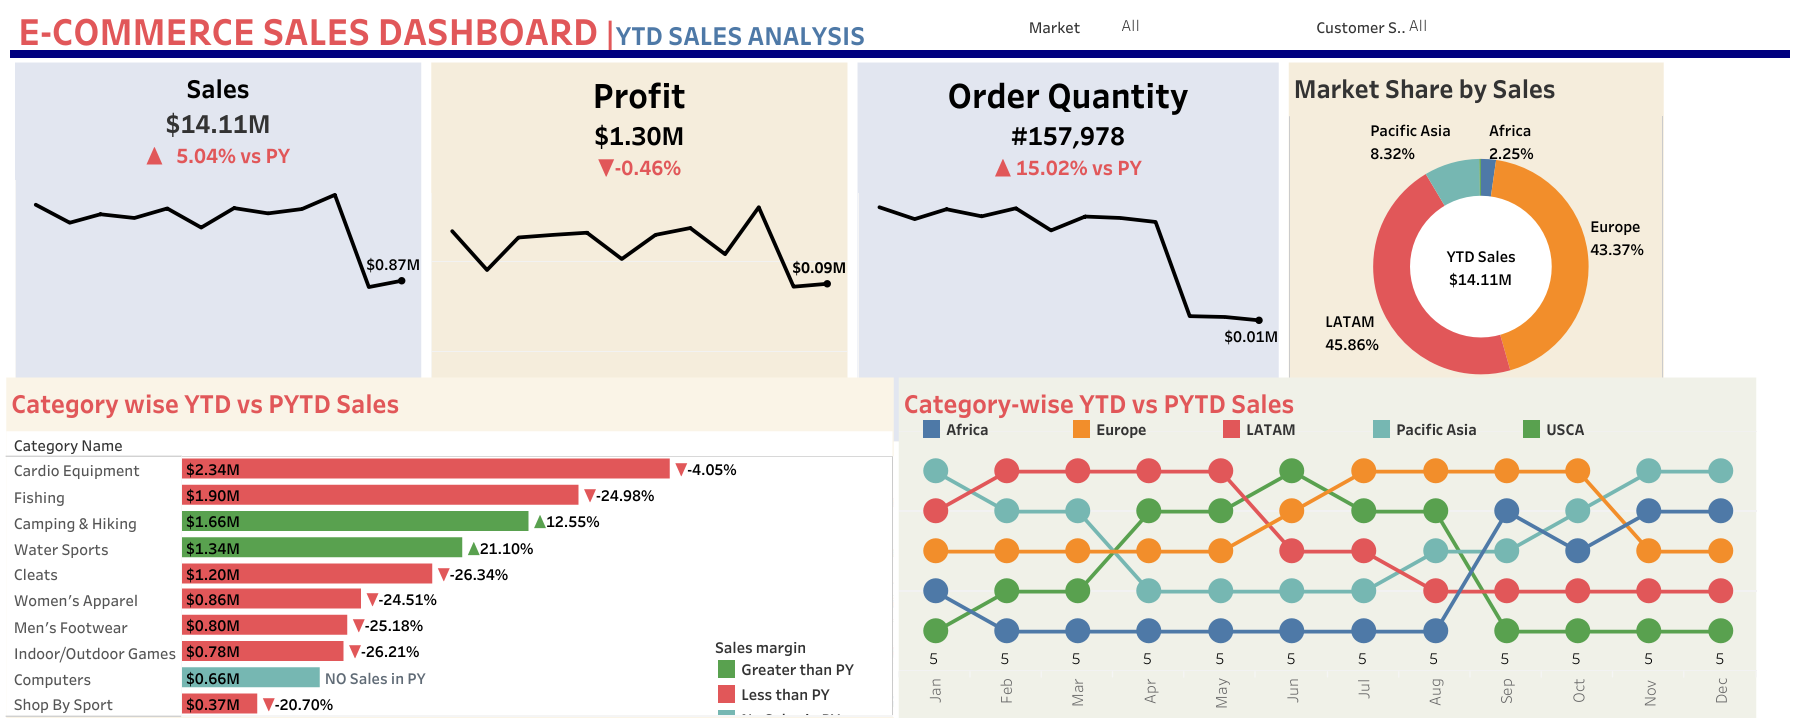 E-COMMERCE SALES DASHBOARD |YTD SALES ANALYSIS
Market All
Customer S.. All
Sales
$14.11M
▲ 5.04% vs PY
$0.87M
Profit
$1.30M
▼-0.46%
$0.09M
Order Quantity
#157,978
▲ 15.02% vs PY
$0.01M
Market Share by Sales
Pacific Asia
8.32%
Africa
2.25%
Europe
43.37%
YTD Sales
$14.11M
LATAM
45.86%
Category wise YTD vs PYTD Sales
Category Name
Cardio Equipment $2.34M ▼-4.05%
Fishing $1.90M ▼-24.98%
Camping & Hiking $1.66M ▲12.55%
Water Sports $1.34M ▲21.10%
Cleats $1.20M ▼-26.34%
Women's Apparel $0.86M ▼-24.51%
Men's Footwear $0.80M ▼-25.18%
Indoor/Outdoor Games $0.78M ▼-26.21%
Computers $0.66M NO Sales in PY
Shop By Sport $0.37M ▼-20.70%
Sales margin
Greater than PY
Less than PY
Category-wise YTD vs PYTD Sales
Africa Europe LATAM Pacific Asia USCA
5 5 5 5 5 5 5 5 5 5 5 5
Jan Feb Mar Apr May Jun Jul Aug Sep Oct Nov Dec